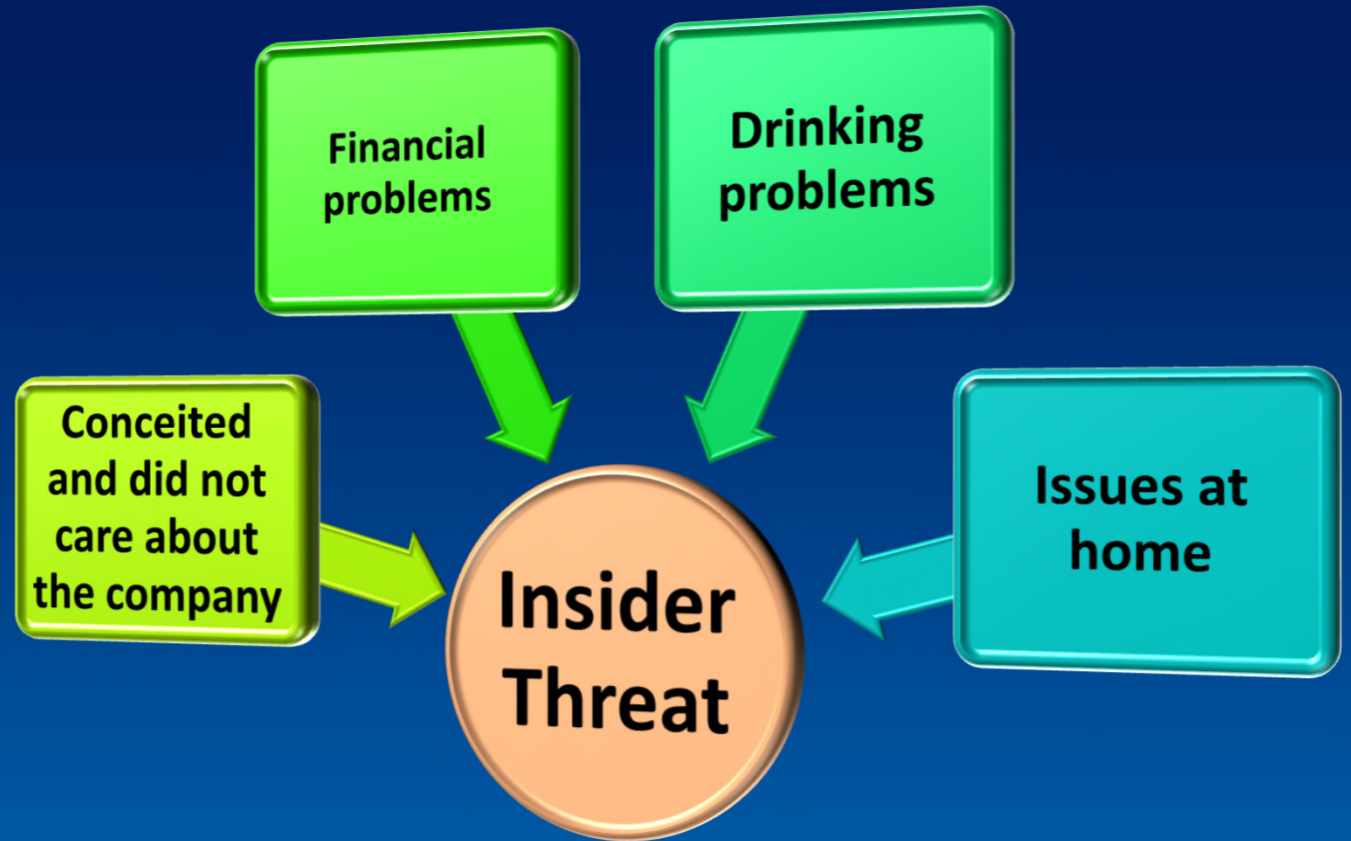 Financial
problems
Drinking
problems
Conceited
and did not
care about
the company
Issues at
home
Insider
Threat